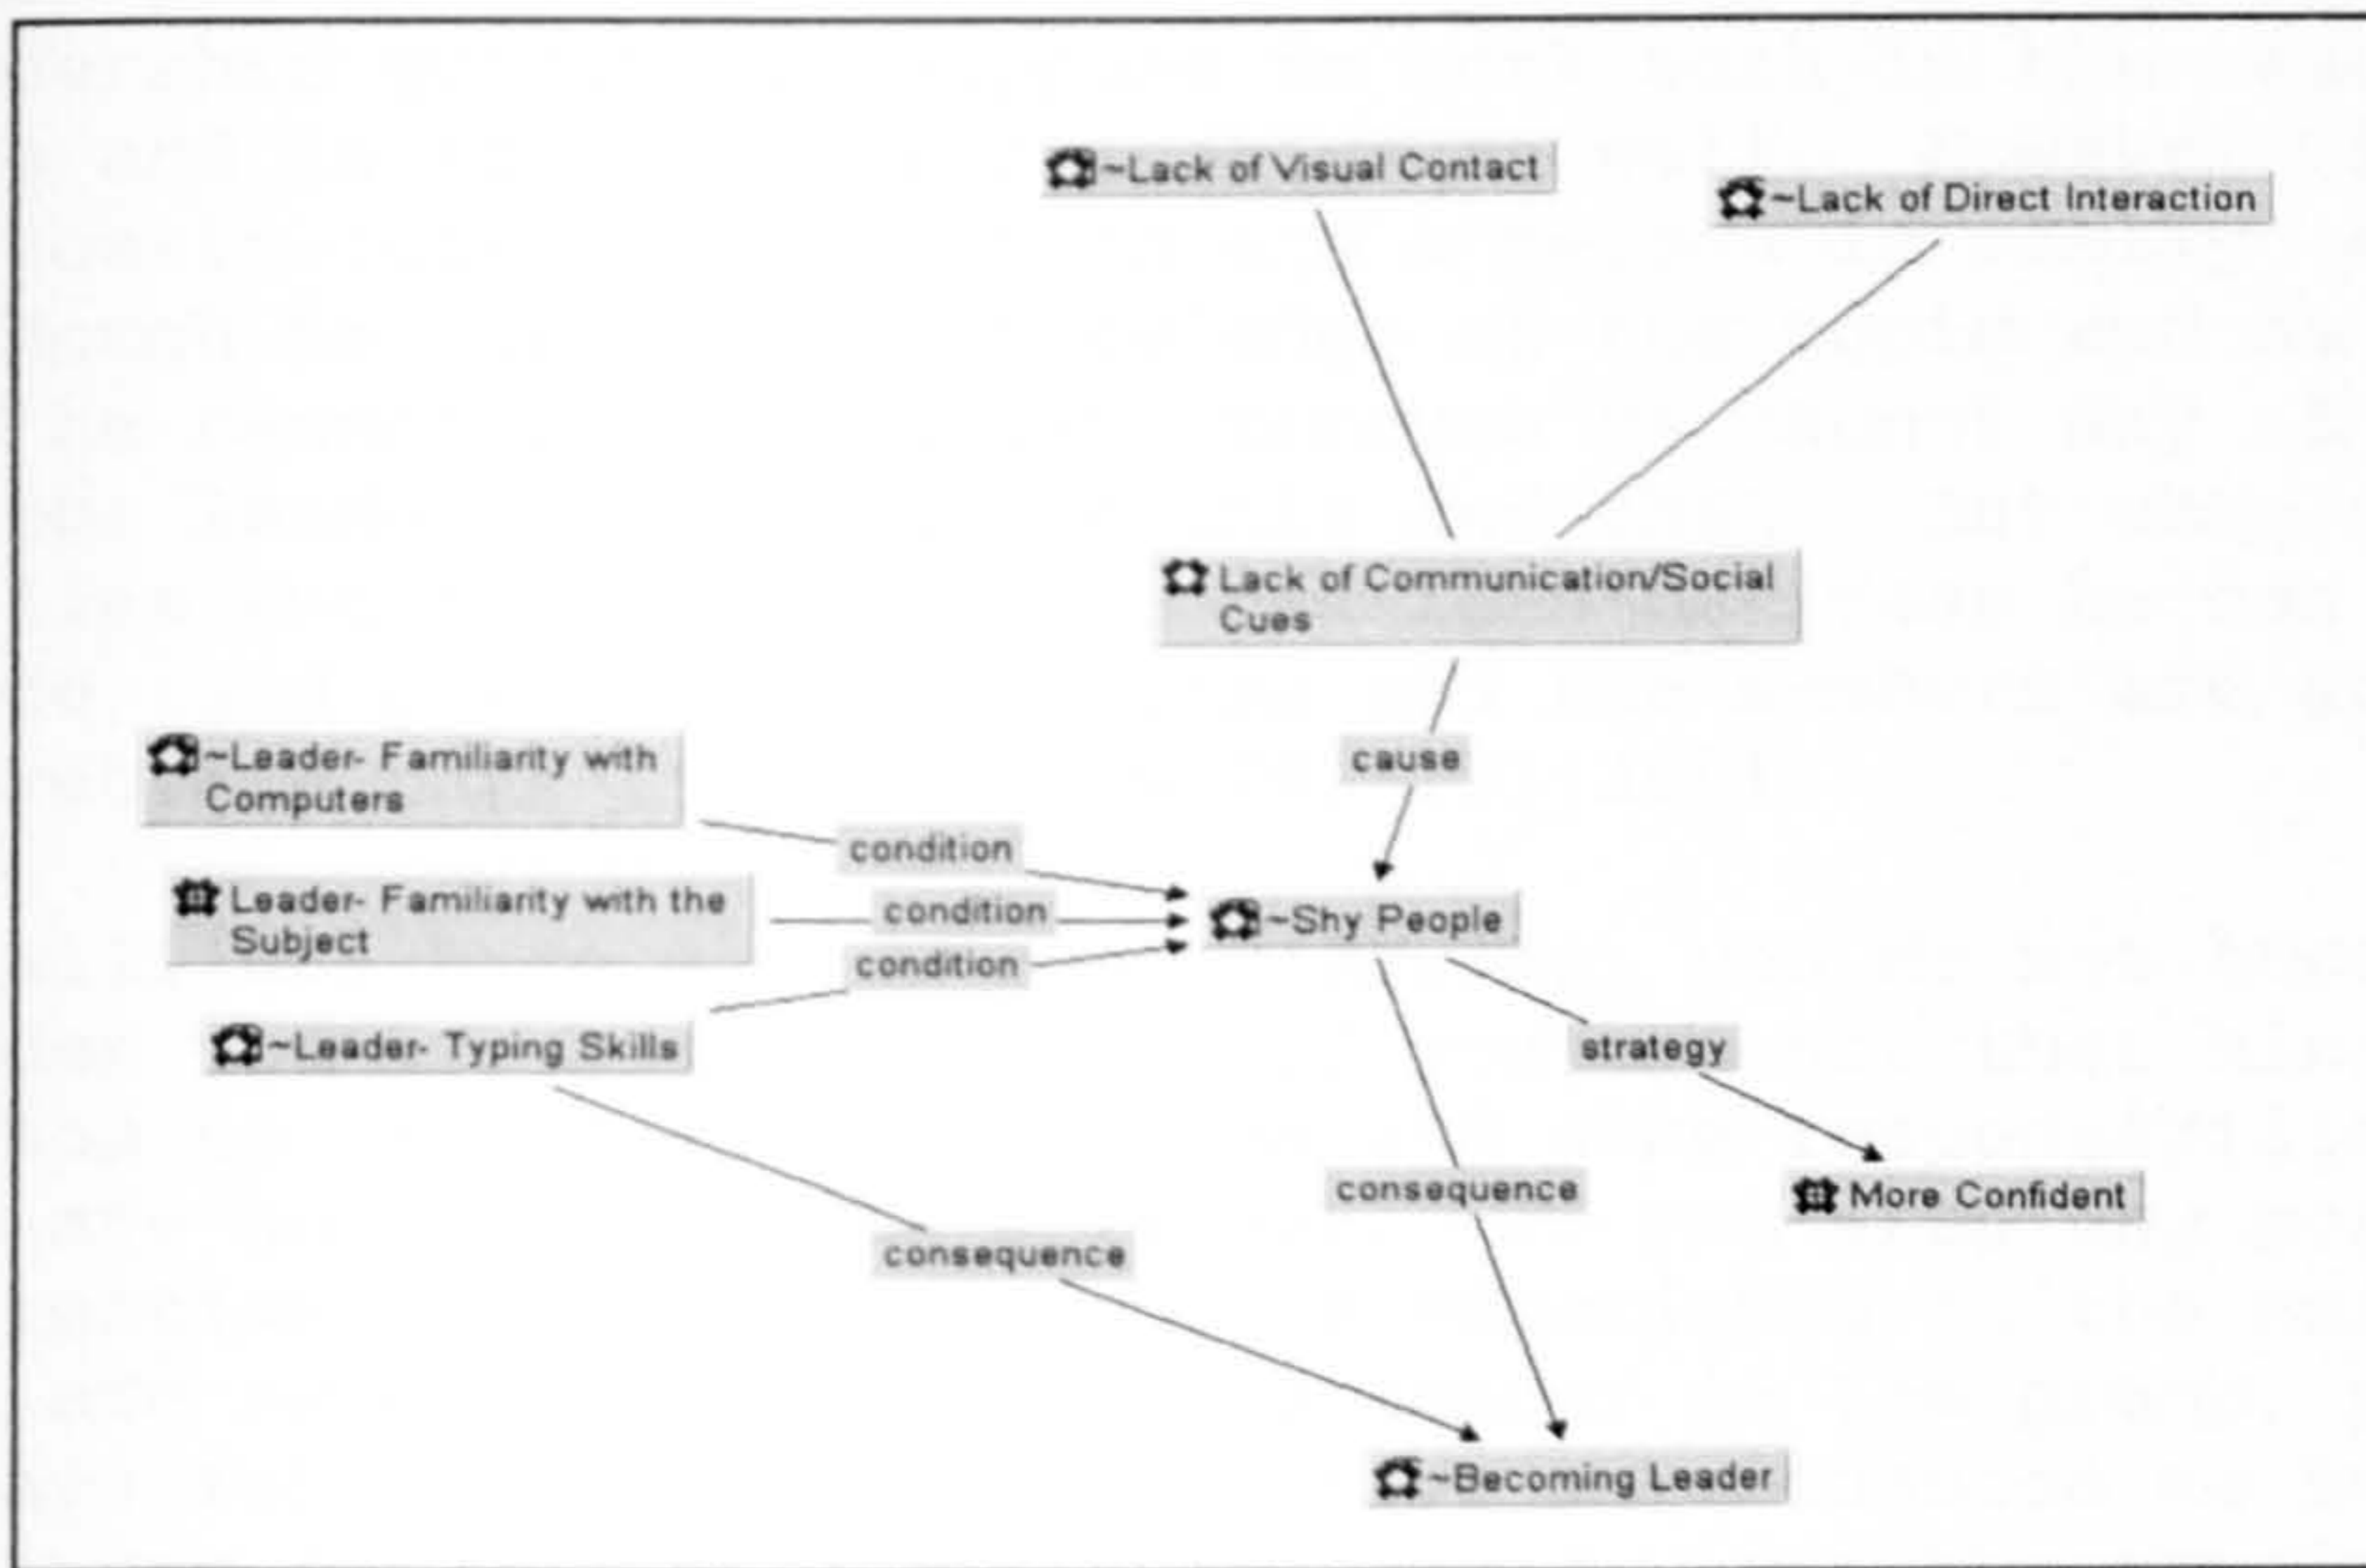 ~Lack of Visual Contact
~Lack of Direct Interaction
Lack of Communication/Social
Cues
cause
~Leader- Familiarity with
Computers
condition
Leader- Familiarity with the
Subject
condition
~Shy People
condition
~Leader- Typing Skills
strategy
consequence
More Confident
consequence
~Becoming Leader